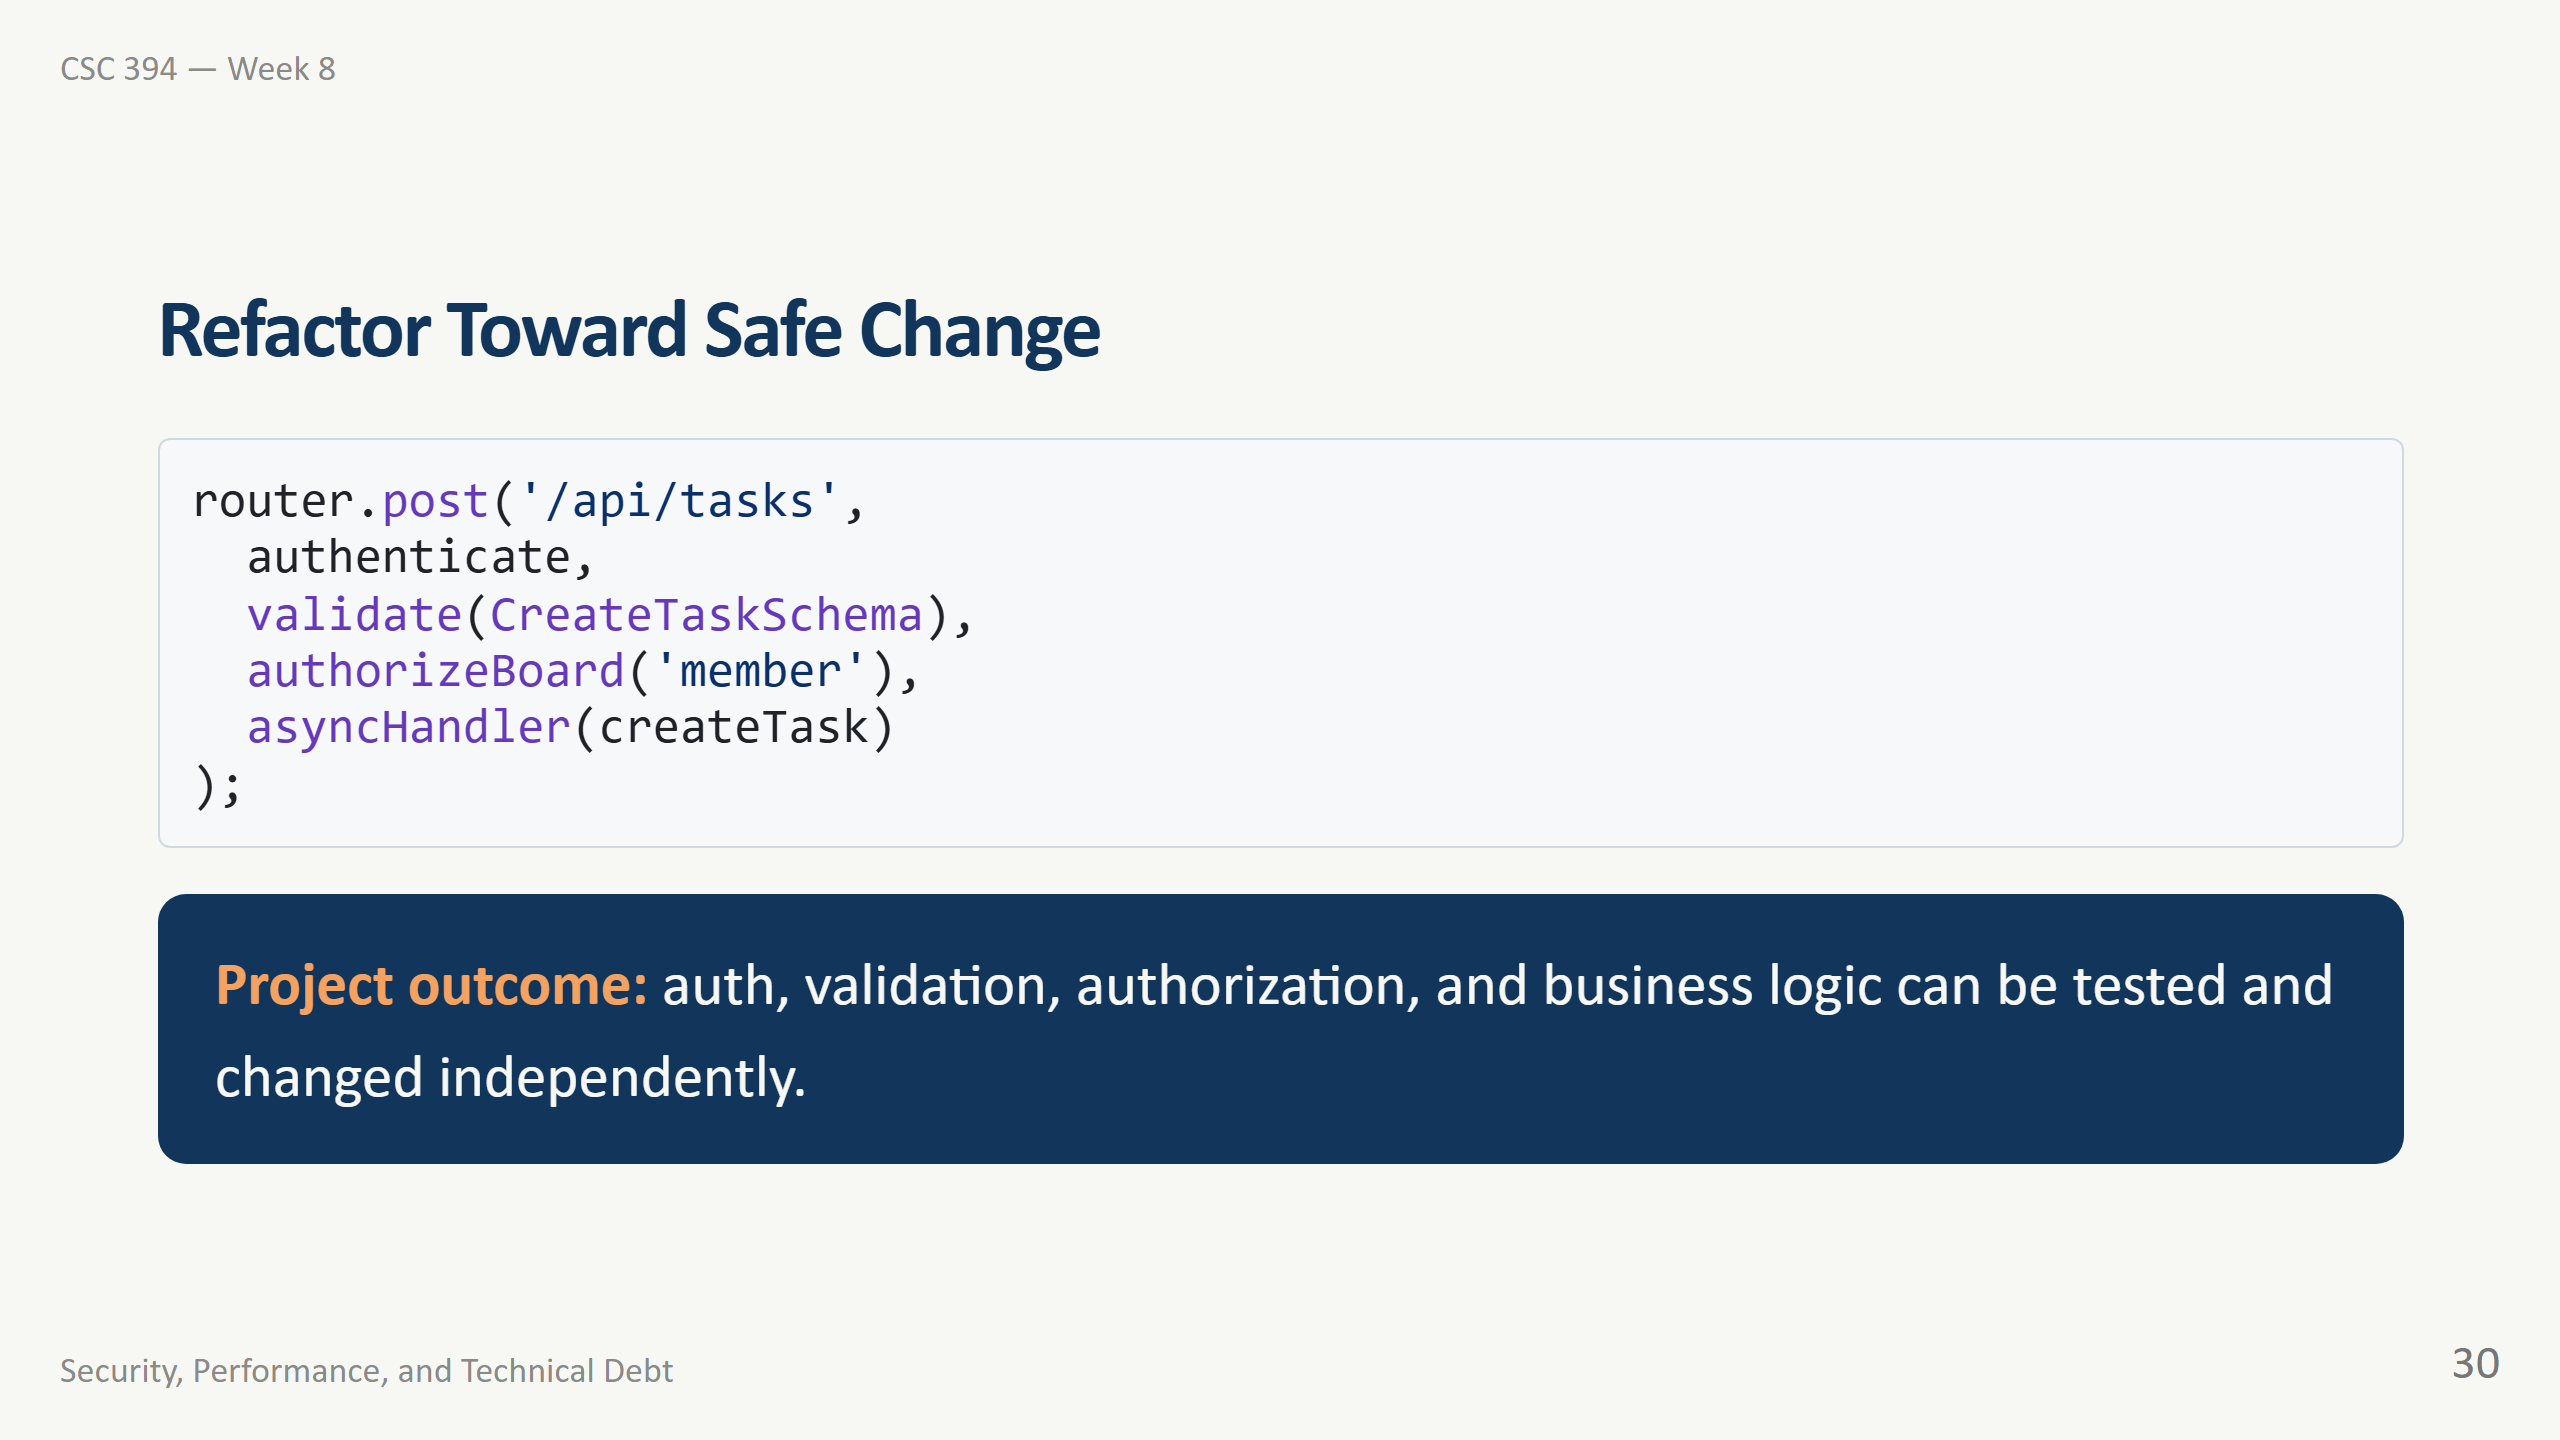 CSC 394 — Week 8
Refactor Toward Safe Change
router.post('/api/tasks',
  authenticate,
  validate(CreateTaskSchema),
  authorizeBoard('member'),
  asyncHandler(createTask)
);
Project outcome: auth, validation, authorization, and business logic can be tested and
changed independently.
Security, Performance, and Technical Debt
30